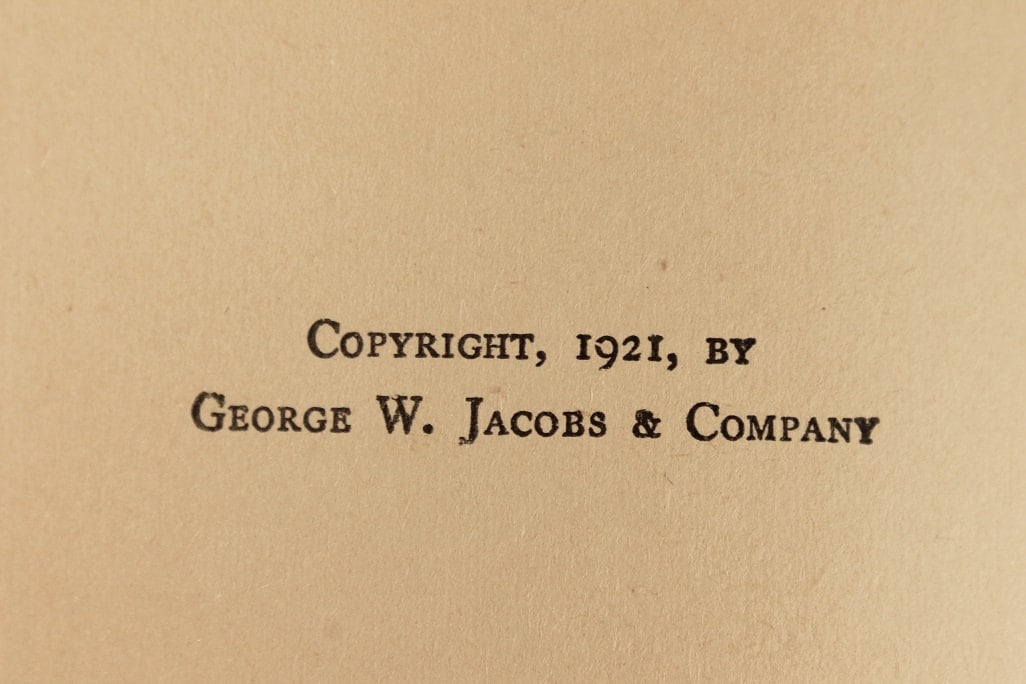 Copyright, 1921, by
George W. Jacobs & Company